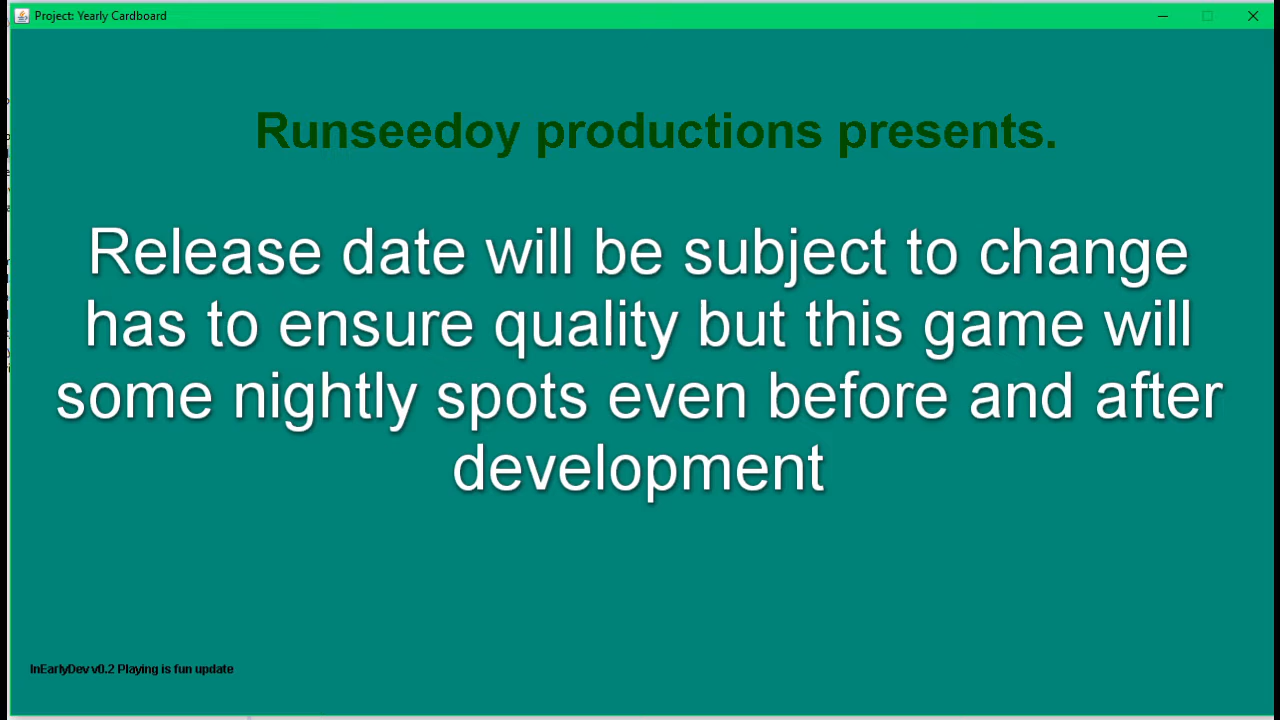 Project: Yearly Cardboard
Runseedoy productions presents.
Release date will be subject to change
has to ensure quality but this game will
some nightly spots even before and after
development
InEarlyDev v0.2 Playing is fun update